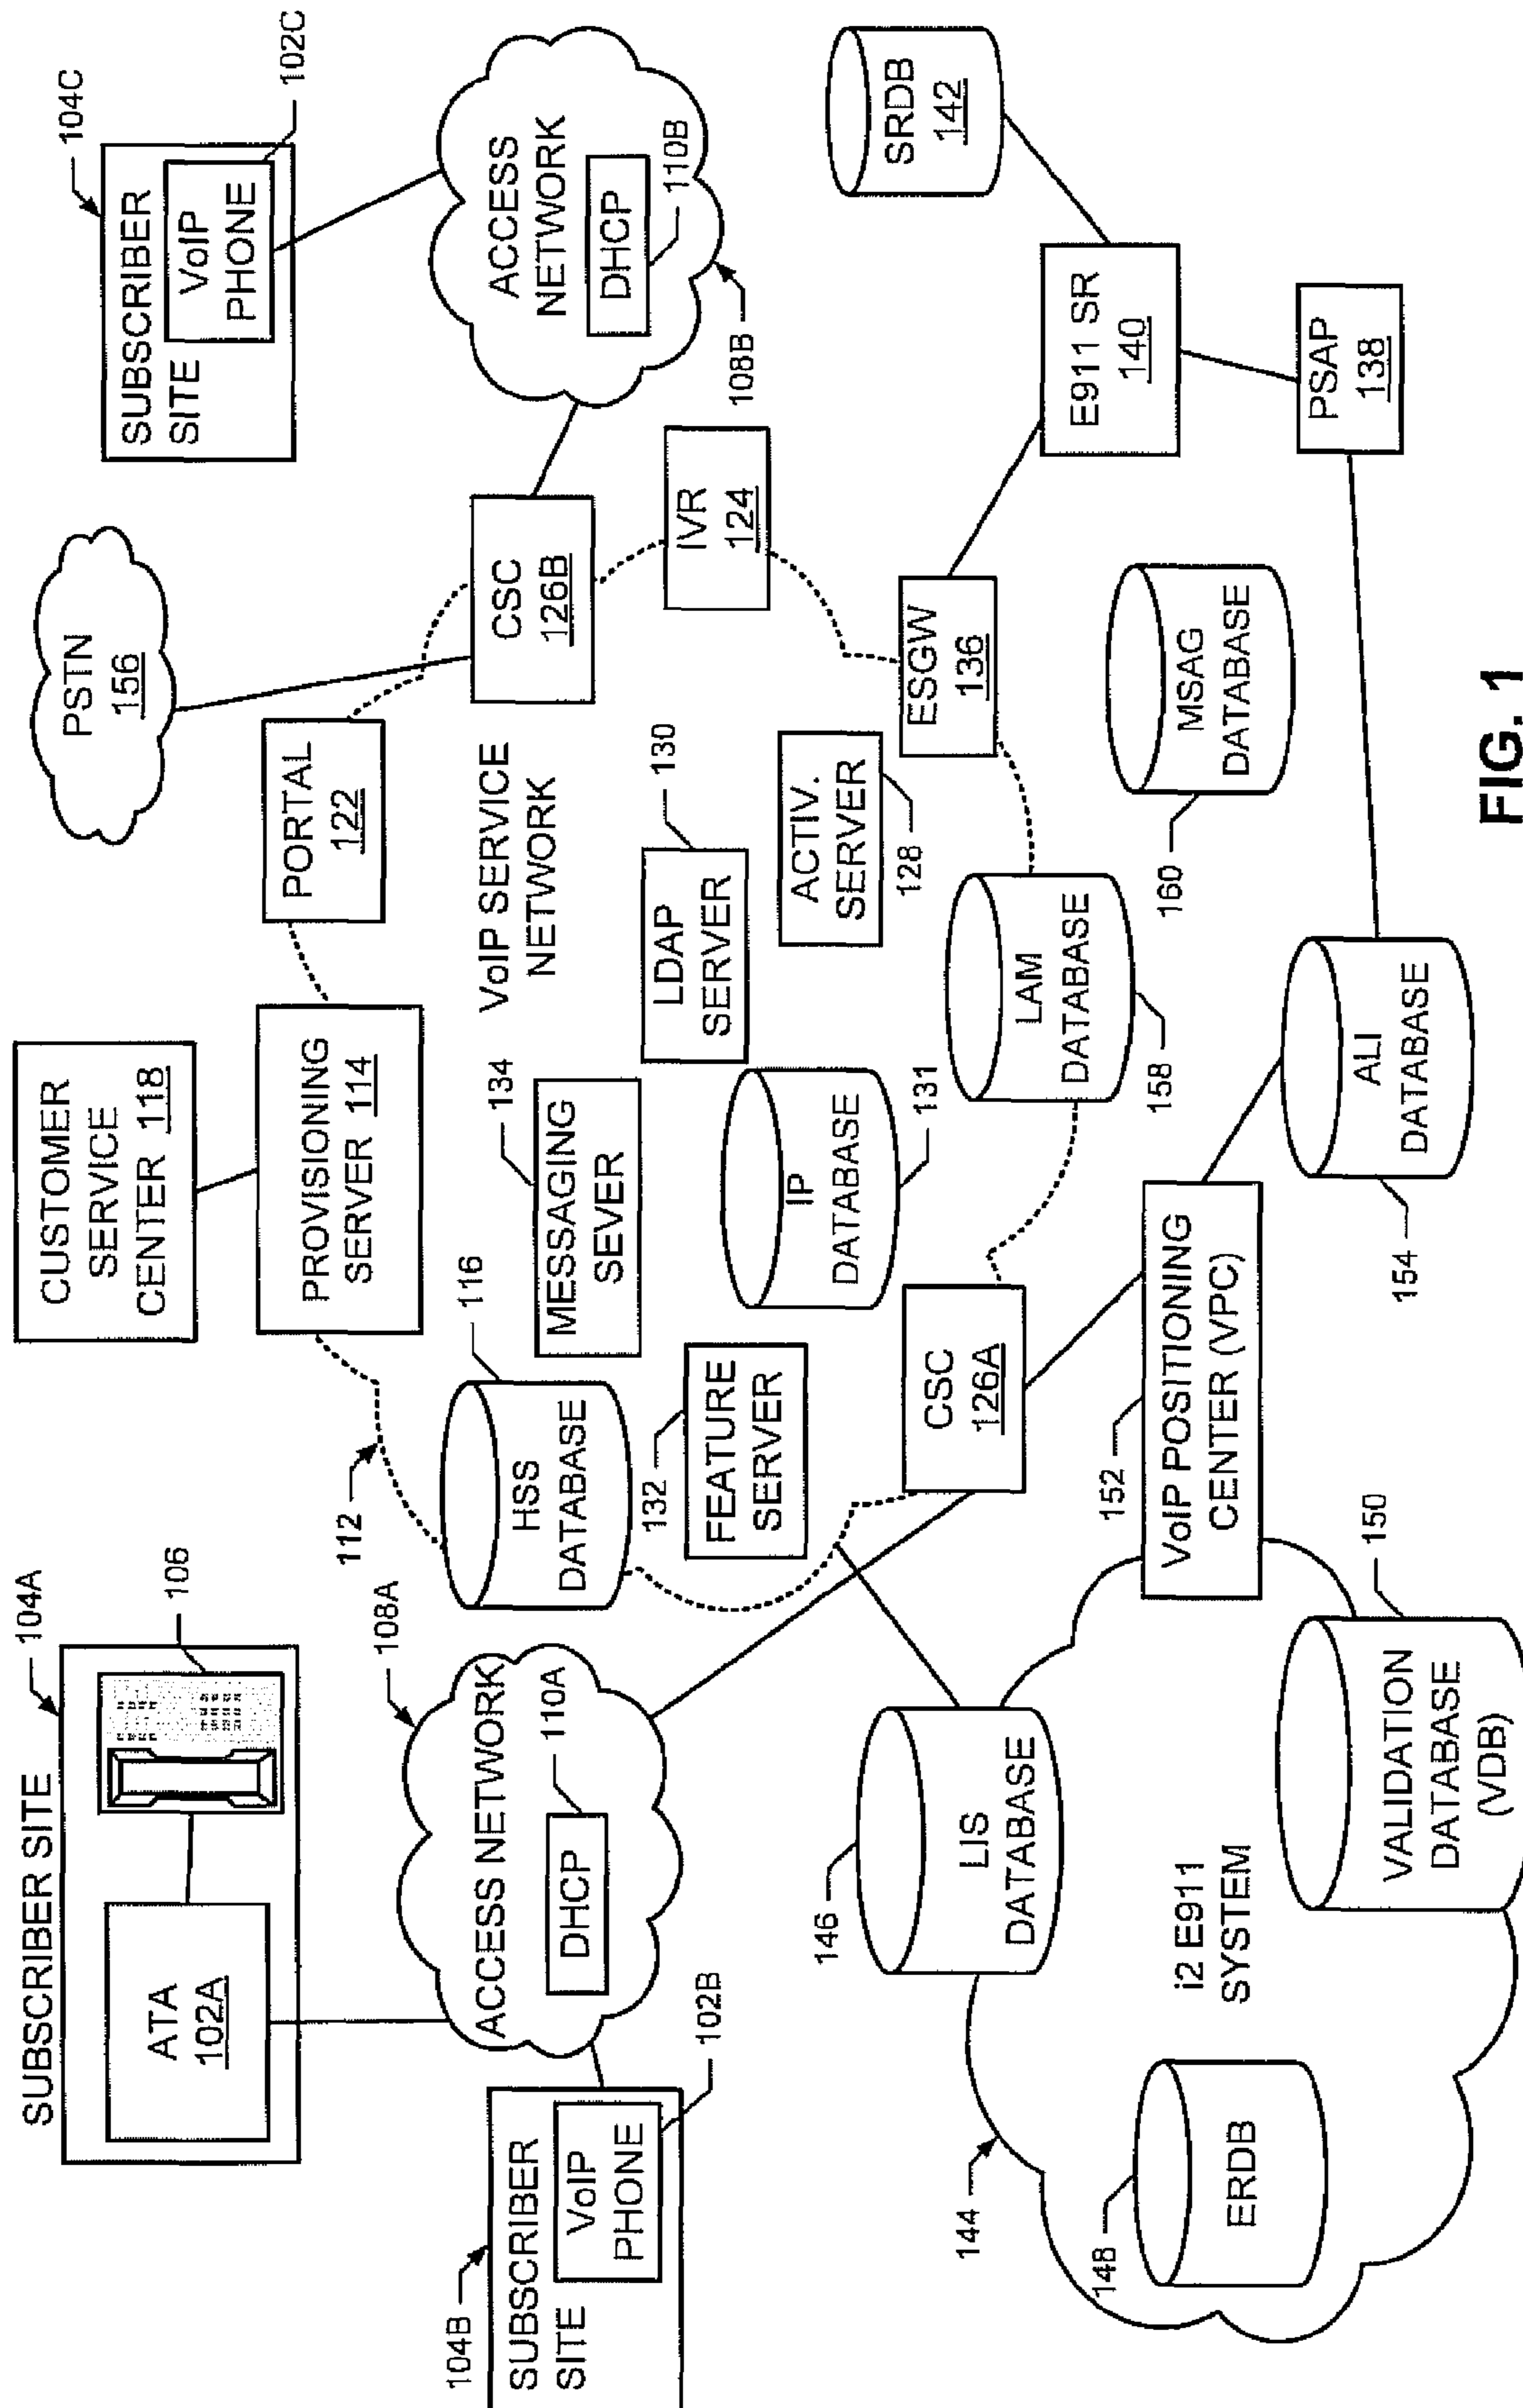 SUBSCRIBER SITE
104A
106
ATA
102A
104B
SUBSCRIBER
SITE
VoIP
PHONE
102B
ACCESS NETWORK
108A
DHCP
110A
CUSTOMER
SERVICE
CENTER 118
PROVISIONING
SERVER 114
112
HSS
DATABASE
116
PORTAL
122
PSTN
156
SUBSCRIBER
SITE
104C
VoIP
PHONE
102C
ACCESS
NETWORK
DHCP
110B
108B
CSC
126B
IVR
124
VoIP SERVICE
NETWORK
MESSAGING
SEVER
134
LDAP
SERVER
130
FEATURE
SERVER
132
IP
DATABASE
131
ACTIV.
SERVER
128
CSC
126A
LAM
DATABASE
158
ESGW
136
SRDB
142
E911 SR
140
PSAP
138
MSAG
DATABASE
160
ALI
DATABASE
154
152
VoIP POSITIONING
CENTER (VPC)
146
LIS
DATABASE
144
i2 E911
SYSTEM
148
ERDB
150
VALIDATION
DATABASE
(VDB)
FIG. 1